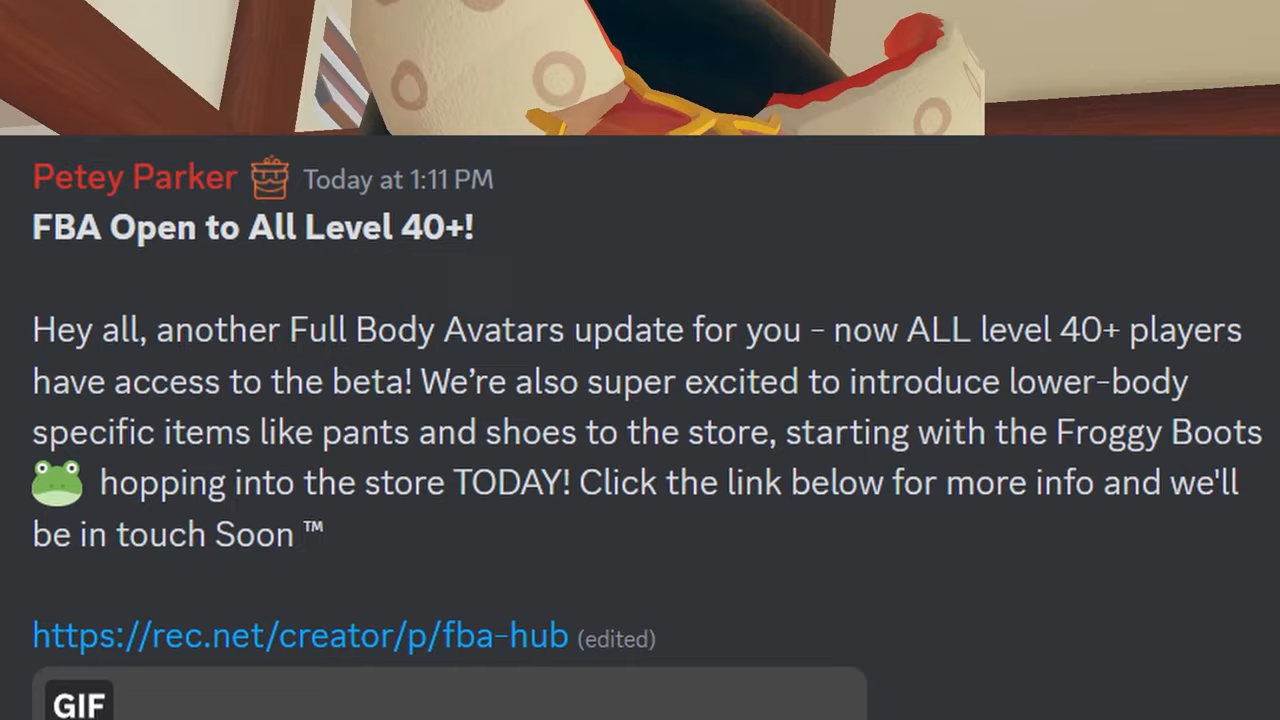 Petey Parker Today at 1:11 PM
FBA Open to All Level 40+!
Hey all, another Full Body Avatars update for you - now ALL level 40+ players
have access to the beta! We’re also super excited to introduce lower-body
specific items like pants and shoes to the store, starting with the Froggy Boots
🐸 hopping into the store TODAY! Click the link below for more info and we'll
be in touch Soon ™
https://rec.net/creator/p/fba-hub (edited)
GIF